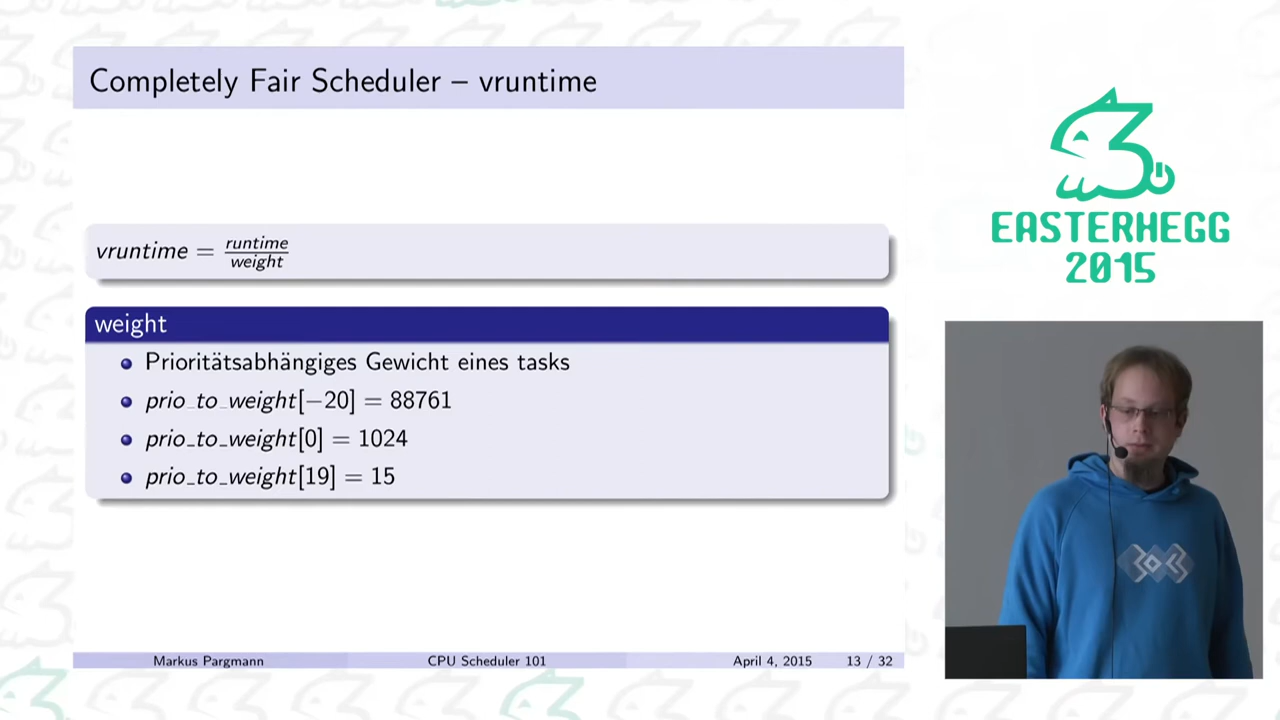 Completely Fair Scheduler – vruntime
vruntime = runtime/weight
weight
Prioritätsabhängiges Gewicht eines tasks
prio_to_weight[−20] = 88761
prio_to_weight[0] = 1024
prio_to_weight[19] = 15
Markus Pargmann CPU Scheduler 101 April 4, 2015 13 / 32
EASTERHEGG
2015